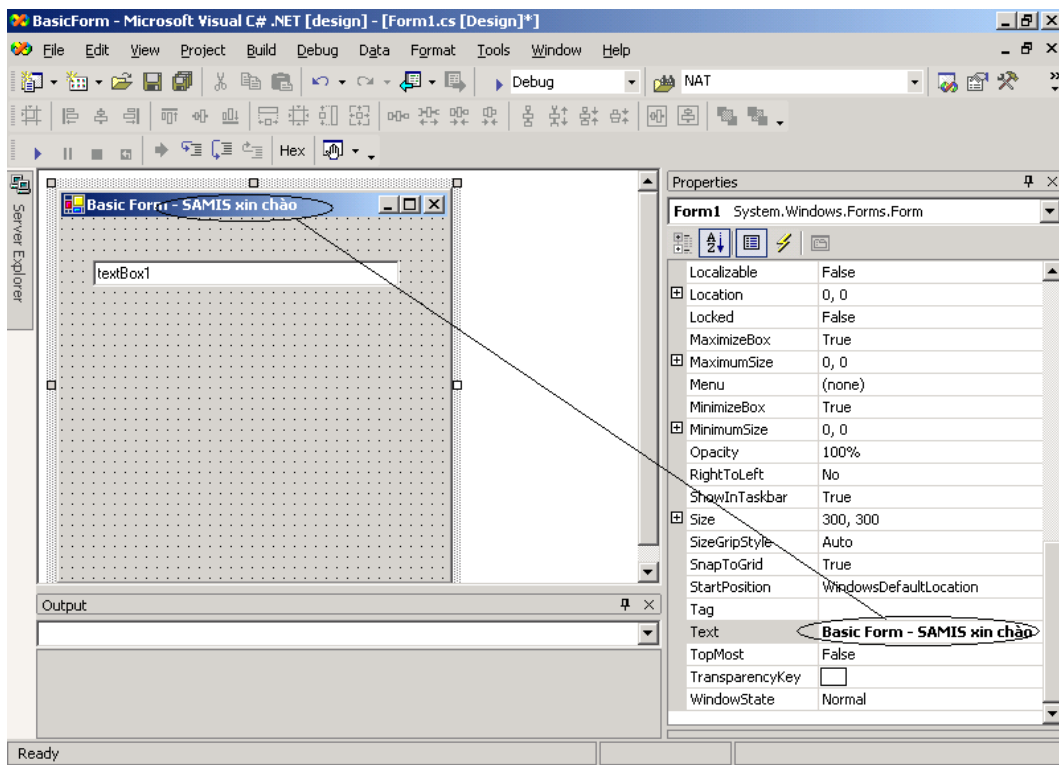 BasicForm - Microsoft Visual C# .NET [design] - [Form1.cs [Design]*]
File Edit View Project Build Debug Data Format Tools Window Help
Debug NAT
Hex
Server Explorer
Basic Form - SAMIS xin chào
textBox1
Properties
Form1 System.Windows.Forms.Form
Localizable False
Location 0, 0
Locked False
MaximizeBox True
MaximumSize 0, 0
Menu (none)
MinimizeBox True
MinimumSize 0, 0
Opacity 100%
RightToLeft No
ShowInTaskbar True
Size 300, 300
SizeGripStyle Auto
SnapToGrid True
StartPosition WindowsDefaultLocation
Tag
Text Basic Form - SAMIS xin chào
TopMost False
TransparencyKey
WindowState Normal
Output
Ready